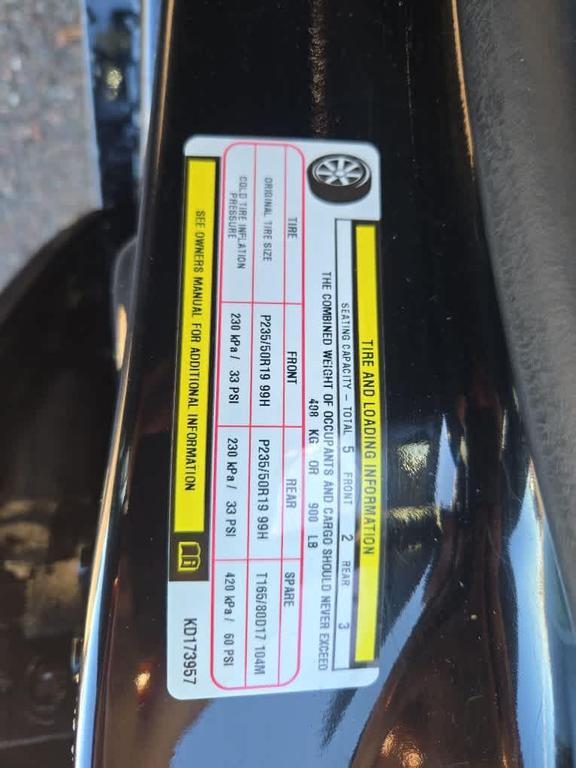 TIRE AND LOADING INFORMATION
SEATING CAPACITY – TOTAL 5 FRONT 2 REAR 3
THE COMBINED WEIGHT OF OCCUPANTS AND CARGO SHOULD NEVER EXCEED
408 KG OR 900 LB
TIRE FRONT REAR SPARE
ORIGINAL TIRE SIZE P235/50R19 99H P235/50R19 99H T165/80D17 104M
COLD TIRE INFLATION PRESSURE 230 kPa / 33 PSI 230 kPa / 33 PSI 420 kPa / 60 PSI
SEE OWNERS MANUAL FOR ADDITIONAL INFORMATION
KD173957